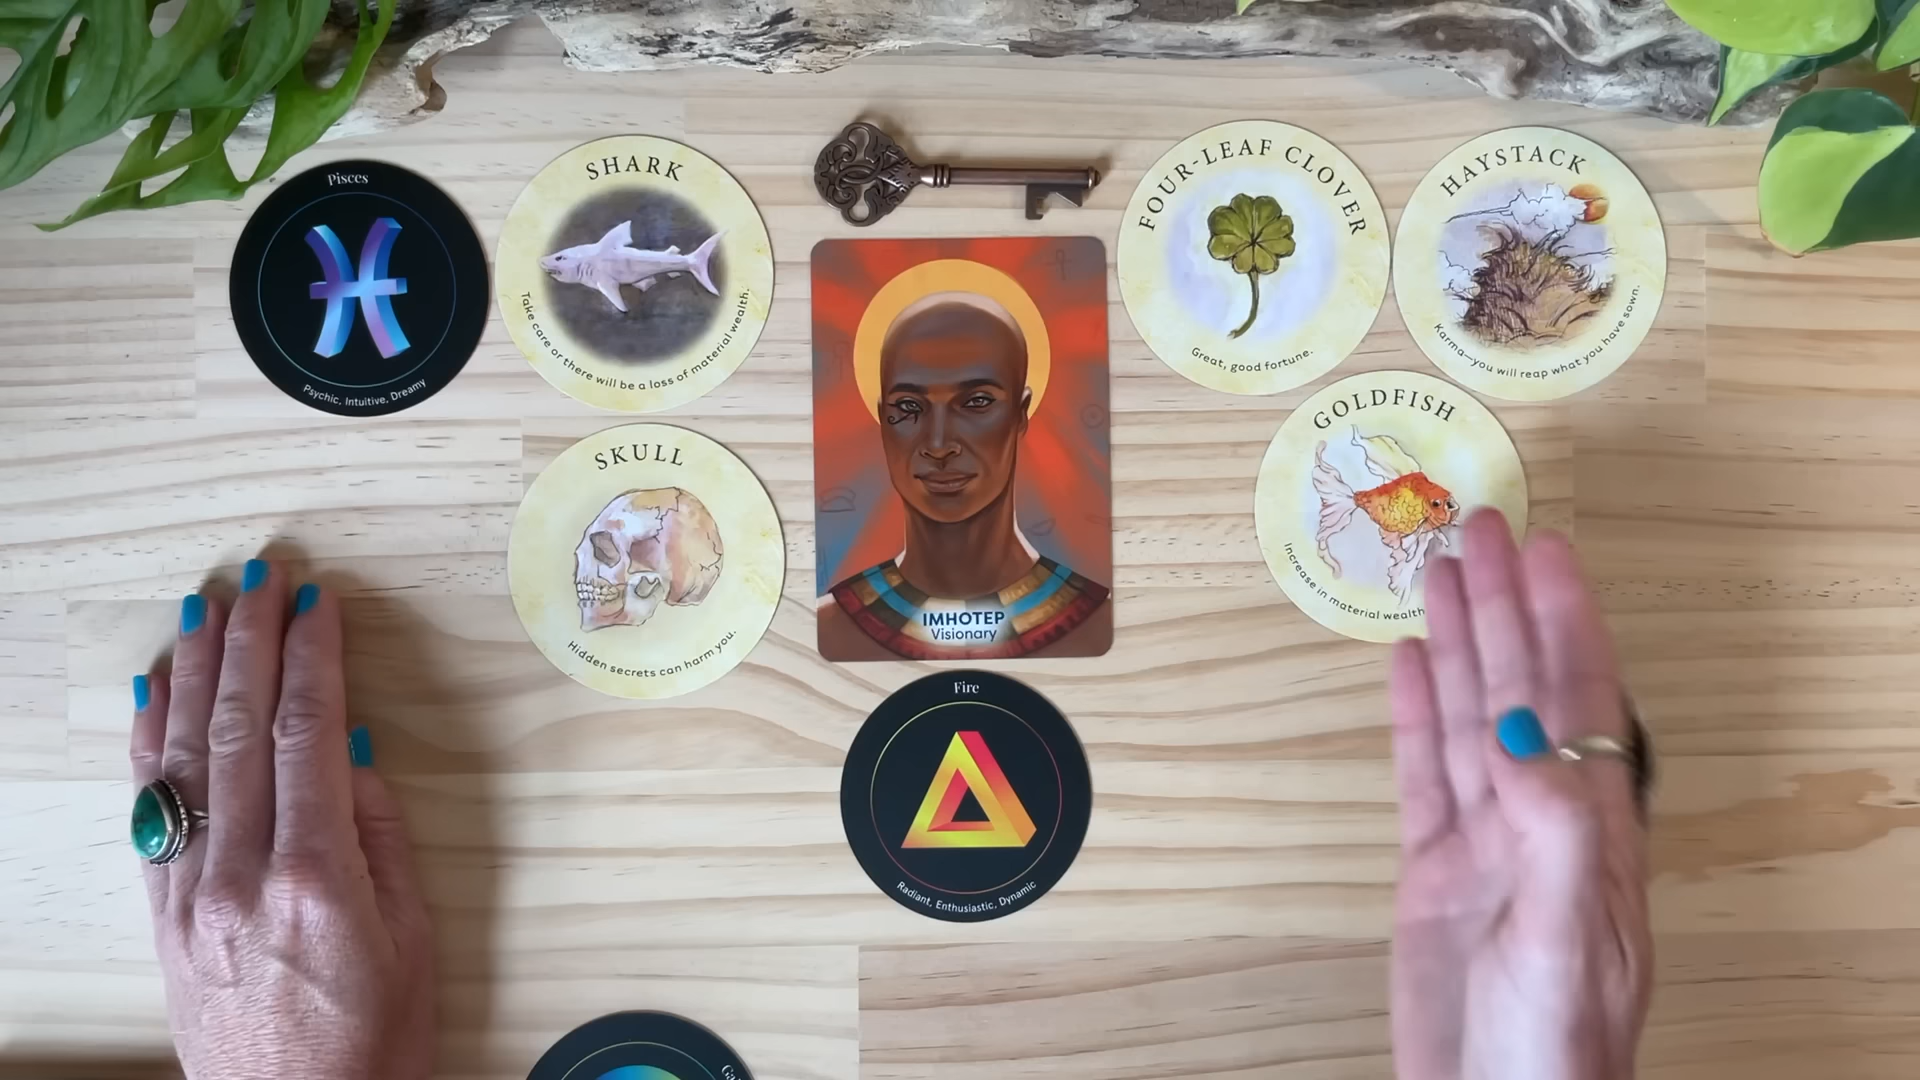 Pisces
Psychic, Intuitive, Dreamy
SHARK
Take care or there will be a loss of material wealth.
FOUR-LEAF CLOVER
Great, good fortune.
HAYSTACK
Karma—you will reap what you have sown.
SKULL
Hidden secrets can harm you.
GOLDFISH
Increase in material wealth
IMHOTEP
Visionary
Fire
Radiant, Enthusiastic, Dynamic